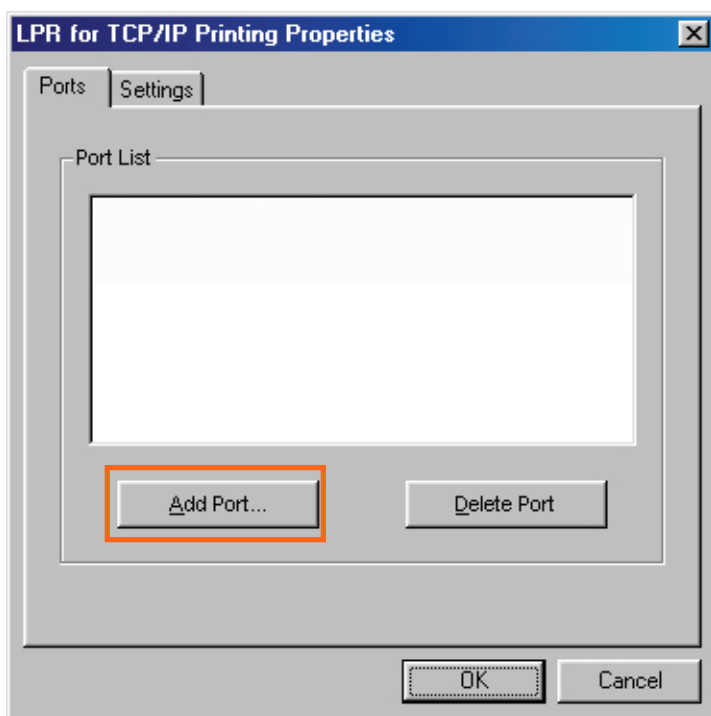 LPR for TCP/IP Printing Properties
Ports Settings
Port List
Add Port... Delete Port
OK Cancel